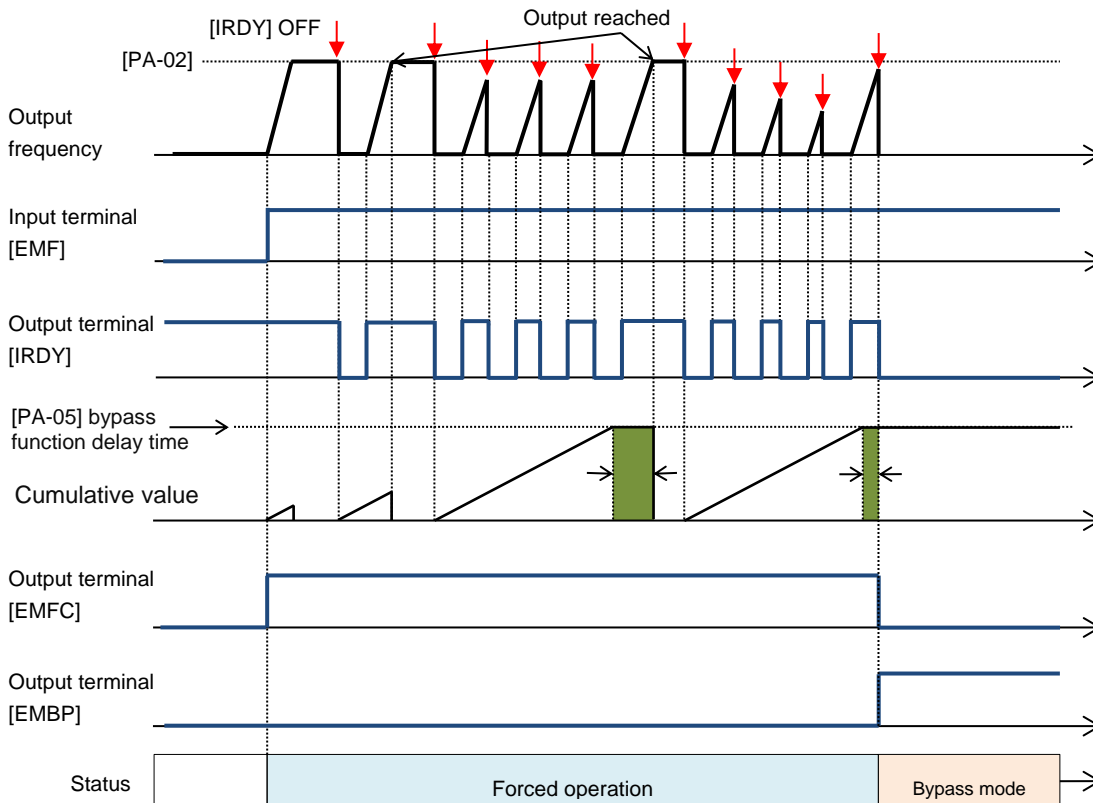 [IRDY] OFF
Output reached
[PA-02]
Output
frequency
Input terminal
[EMF]
Output terminal
[IRDY]
[PA-05] bypass
function delay time
Cumulative value
Output terminal
[EMFC]
Output terminal
[EMBP]
Status
Forced operation
Bypass mode